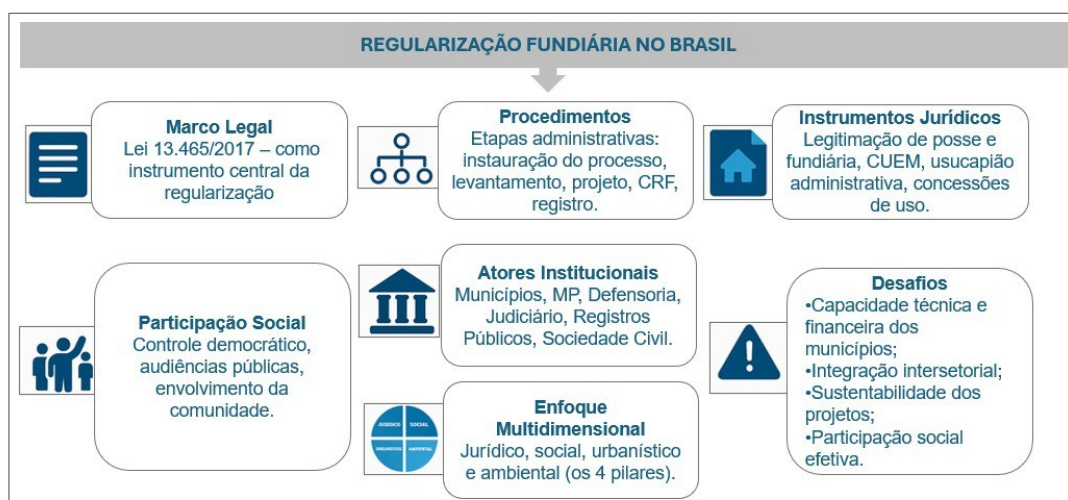 REGULARIZAÇÃO FUNDIÁRIA NO BRASIL
Marco Legal
Lei 13.465/2017 – como
instrumento central da
regularização
Procedimentos
Etapas administrativas:
instauração do processo,
levantamento, projeto, CRF,
registro.
Instrumentos Jurídicos
Legitimação de posse e
fundiária, CUEM, usucapião
administrativa, concessões
de uso.
Participação Social
Controle democrático,
audiências públicas,
envolvimento da
comunidade.
Atores Institucionais
Municípios, MP, Defensoria,
Judiciário, Registros
Públicos, Sociedade Civil.
JURÍDICO SOCIAL
AMBIENTAL
Enfoque
Multidimensional
Jurídico, social, urbanístico
e ambiental (os 4 pilares).
Desafios
•Capacidade técnica e
financeira dos
municípios;
•Integração intersetorial;
•Sustentabilidade dos
projetos;
•Participação social
efetiva.